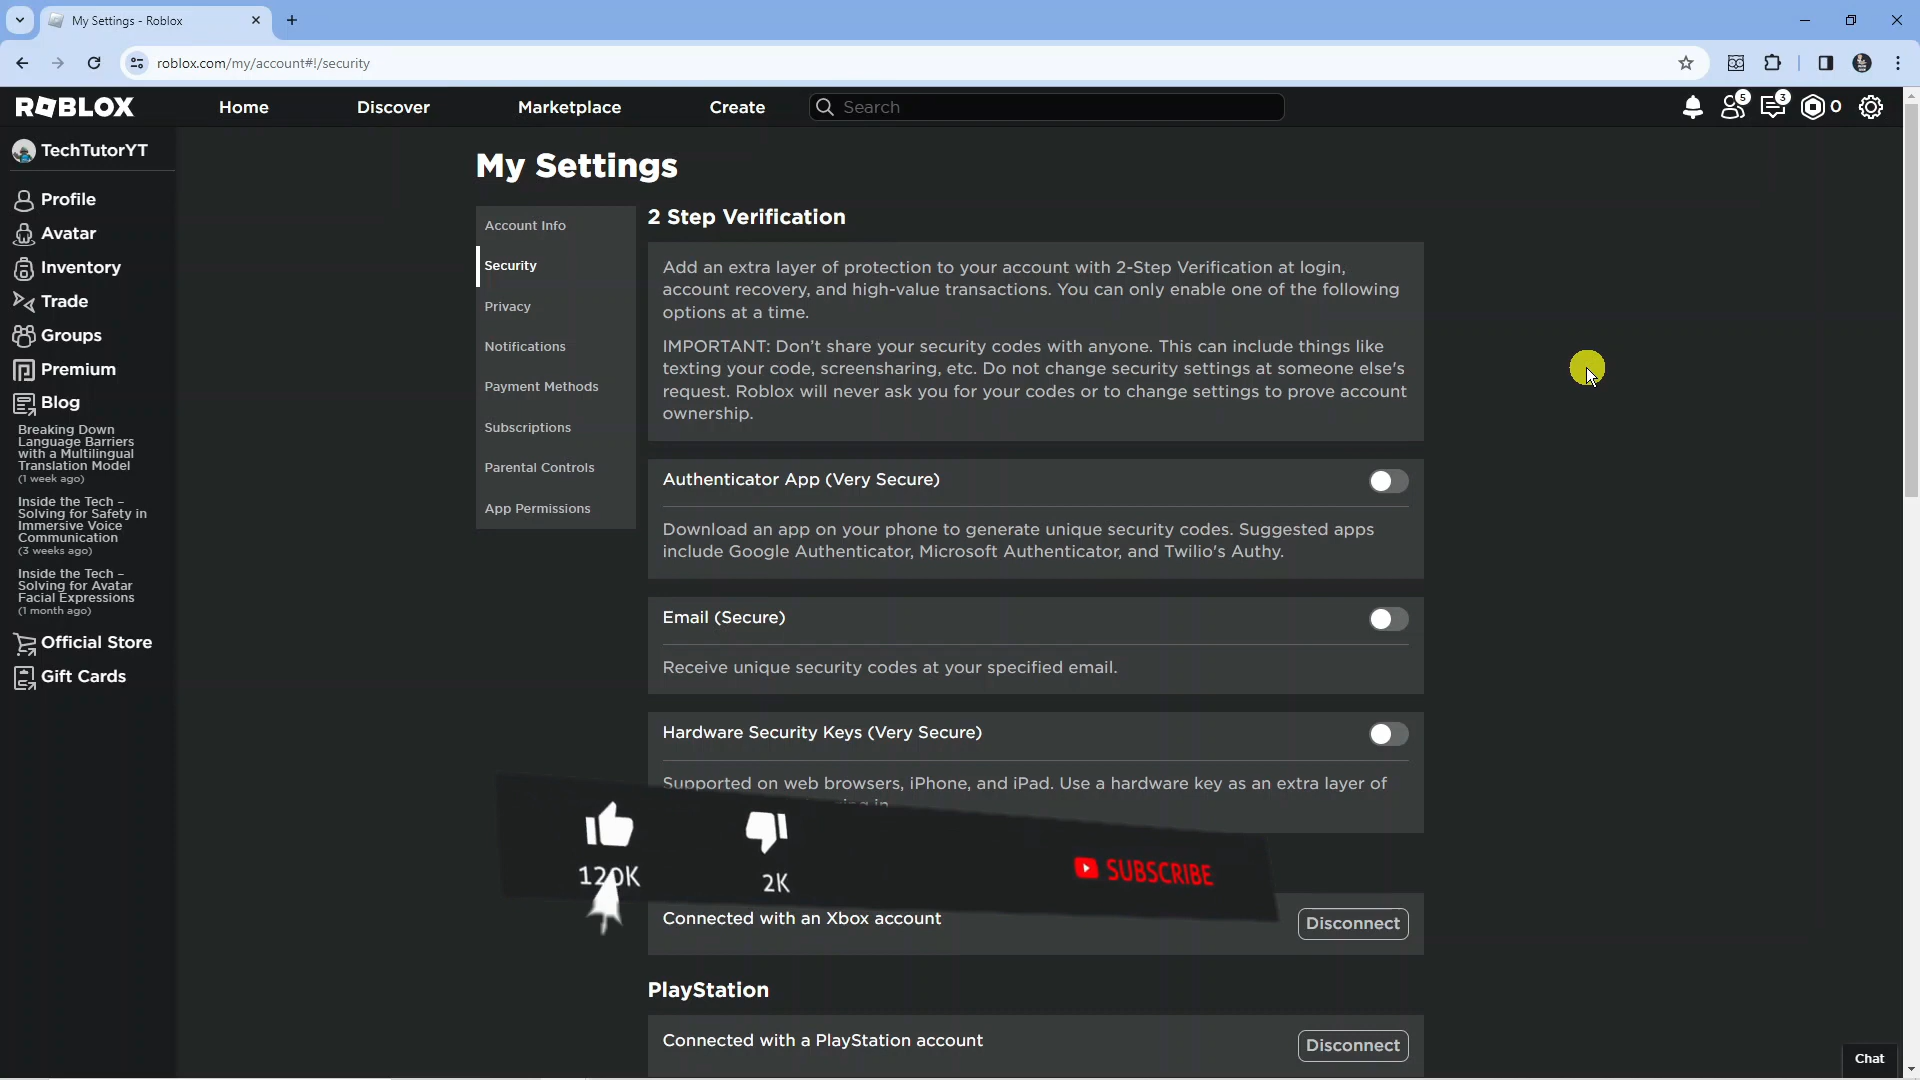 My Settings - Roblox
roblox.com/my/account#!/security
ROBLOX
Home
Discover
Marketplace
Create
Search
5
3
0
TechTutorYT
Profile
Avatar
Inventory
Trade
Groups
Premium
Blog
Breaking Down
Language Barriers
with a Multilingual
Translation Model
(1 week ago)
Inside the Tech –
Solving for Safety in
Immersive Voice
Communication
(3 weeks ago)
Inside the Tech –
Solving for Avatar
Facial Expressions
(1 month ago)
Official Store
Gift Cards
My Settings
Account Info
Security
Privacy
Notifications
Payment Methods
Subscriptions
Parental Controls
App Permissions
2 Step Verification
Add an extra layer of protection to your account with 2-Step Verification at login,
account recovery, and high-value transactions. You can only enable one of the following
options at a time.
IMPORTANT: Don't share your security codes with anyone. This can include things like
texting your code, screensharing, etc. Do not change security settings at someone else's
request. Roblox will never ask you for your codes or to change settings to prove account
ownership.
Authenticator App (Very Secure)
Download an app on your phone to generate unique security codes. Suggested apps
include Google Authenticator, Microsoft Authenticator, and Twilio's Authy.
Email (Secure)
Receive unique security codes at your specified email.
Hardware Security Keys (Very Secure)
Supported on web browsers, iPhone, and iPad. Use a hardware key as an extra layer of
in
120K
2K
SUBSCRIBE
Connected with an Xbox account
Disconnect
PlayStation
Connected with a PlayStation account
Disconnect
Chat